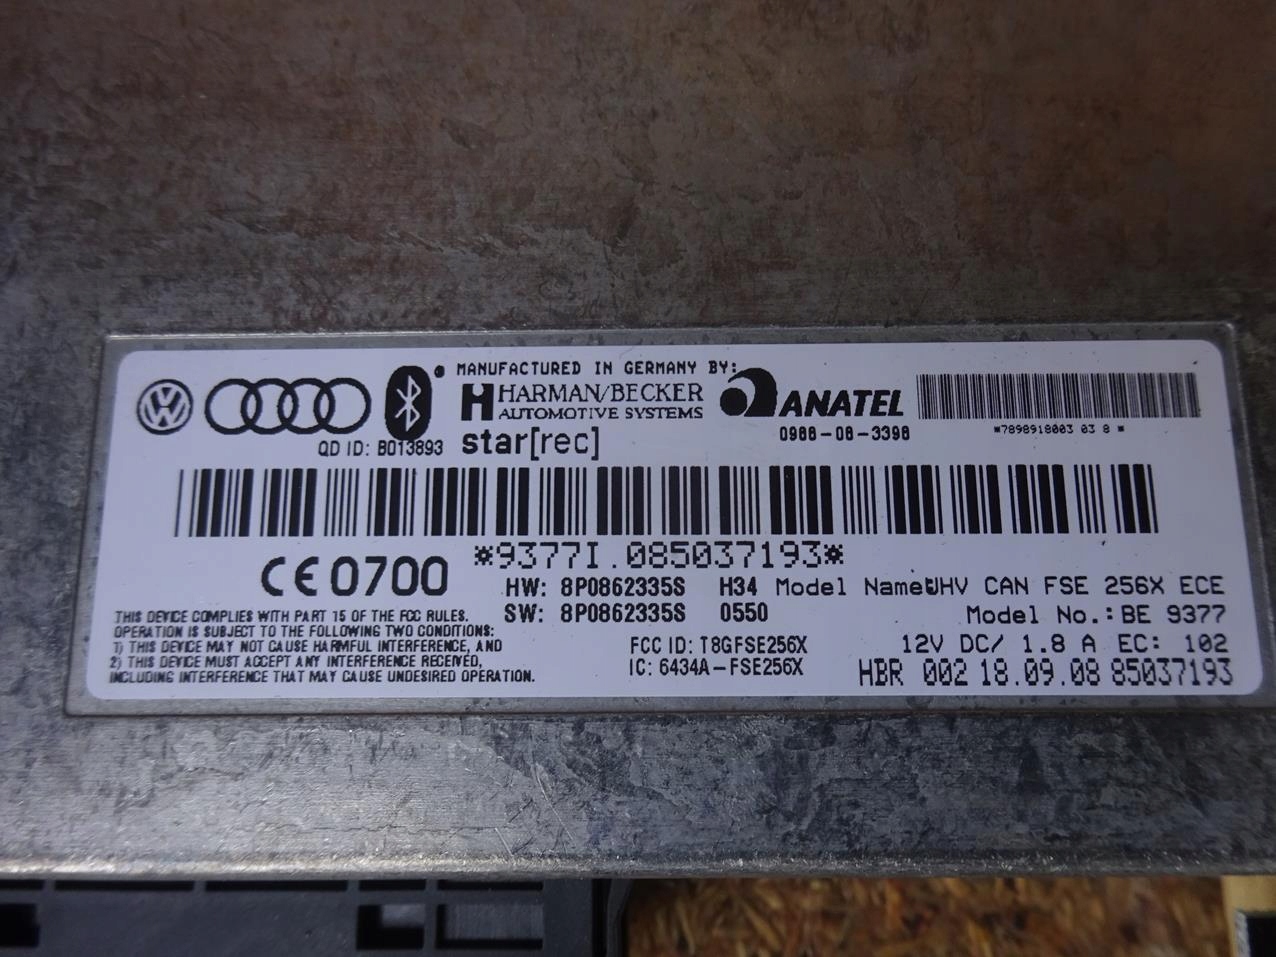 MANUFACTURED IN GERMANY BY:
HARMAN/BECKER
AUTOMOTIVE SYSTEMS
ANATEL
0988-08-3398
QD ID: B013893
star[rec]
*9377I.085037193*
CE 0700
HW: 8P0862335S H34 Model Name:UHV CAN FSE 256X ECE
SW: 8P0862335S 0550 Model No.: BE 9377
THIS DEVICE COMPLIES WITH PART 15 OF THE FCC RULES.
OPERATION IS SUBJECT TO THE FOLLOWING TWO CONDITIONS:
1) THIS DEVICE MAY NOT CAUSE HARMFUL INTERFERENCE, AND
2) THIS DEVICE MUST ACCEPT ANY INTERFERENCE RECEIVED,
INCLUDING INTERFERENCE THAT MAY CAUSE UNDESIRED OPERATION.
FCC ID: T8GFSE256X
IC: 6434A-FSE256X
12V DC/ 1.8 A EC: 102
HBR 002 18.09.08 85037193